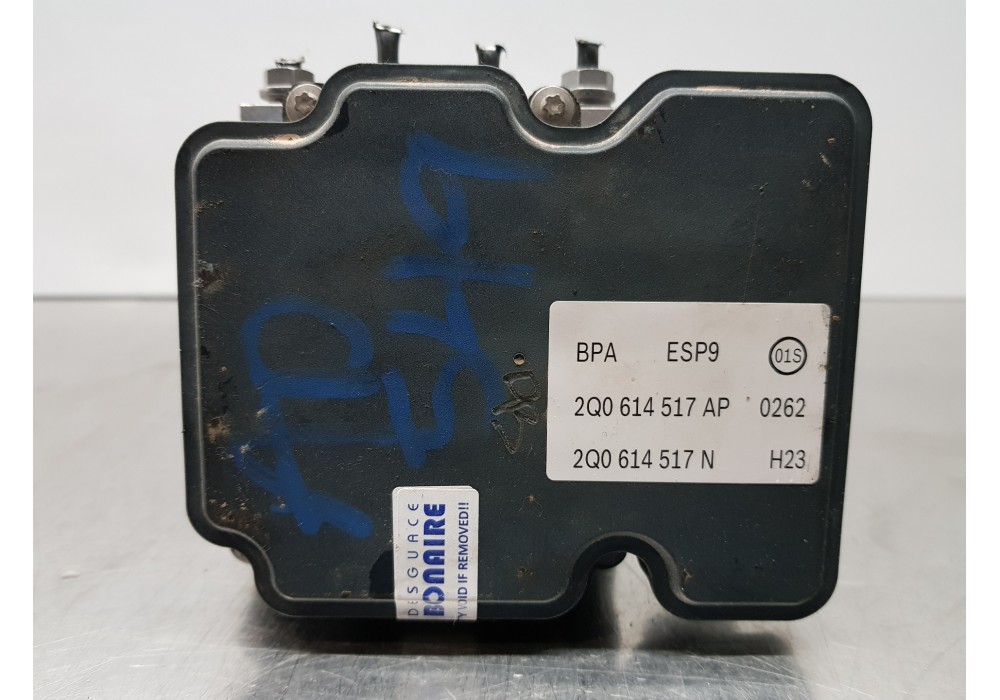 BPA ESP9 01S
2Q0 614 517 AP 0262
2Q0 614 517 N H23
DESGUACE
BONAIRE
VOID IF REMOVED!!